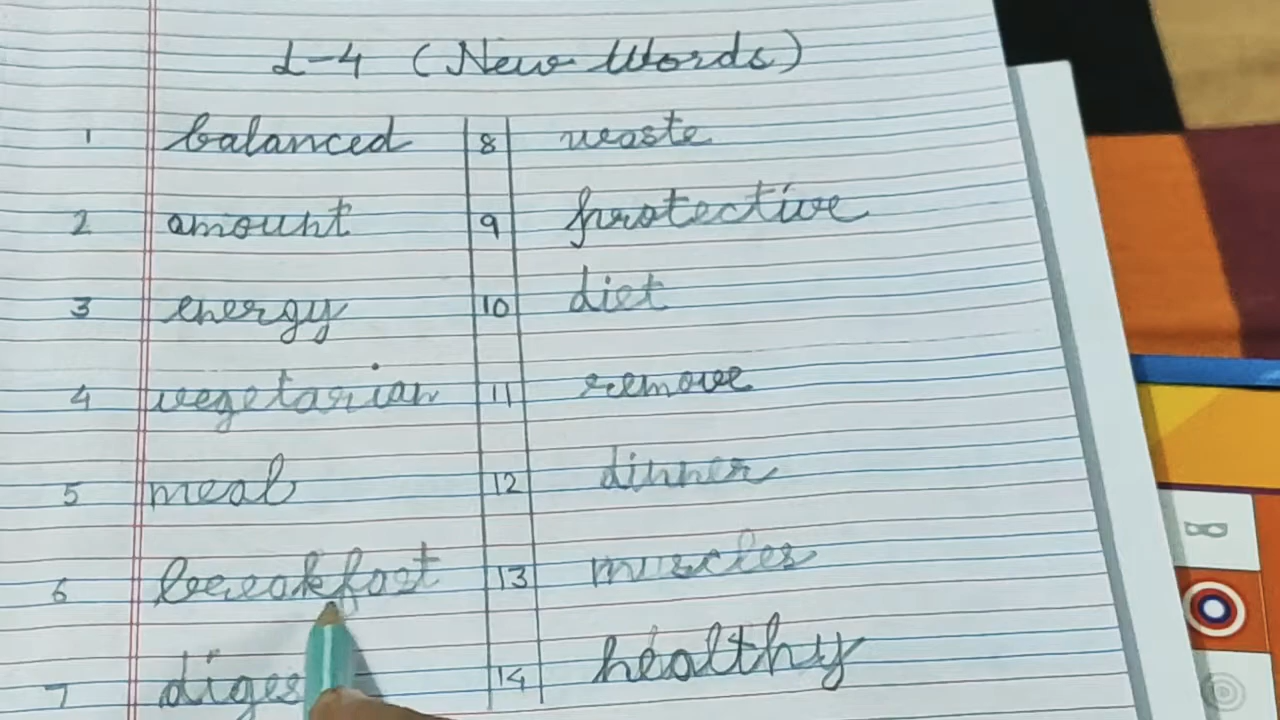 L-4 (New Words)
1 balanced 8 waste
2 amount 9 protective
3 energy 10 diet
4 vegetarian 11 remove
5 meal 12 dinner
6 breakfast 13 muscles
7 14 healthy